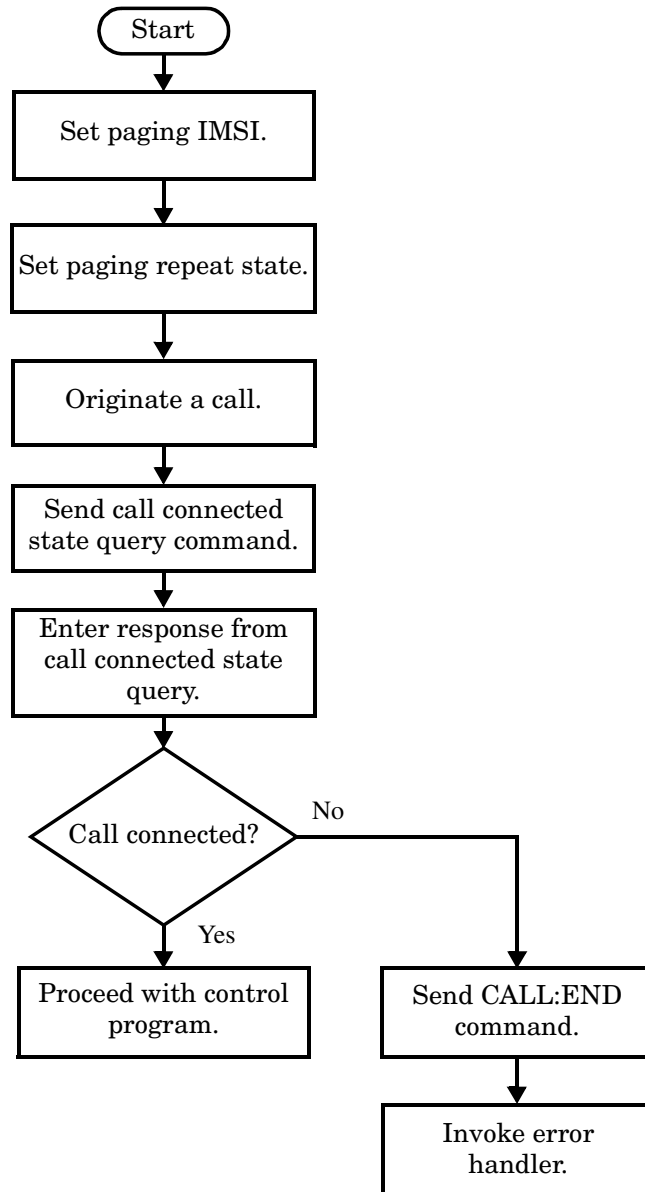 Start
Set paging IMSI.
Set paging repeat state.
Originate a call.
Send call connected
state query command.
Enter response from
call connected state
query.
Call connected?
No
Yes
Proceed with control
program.
Send CALL:END
command.
Invoke error
handler.